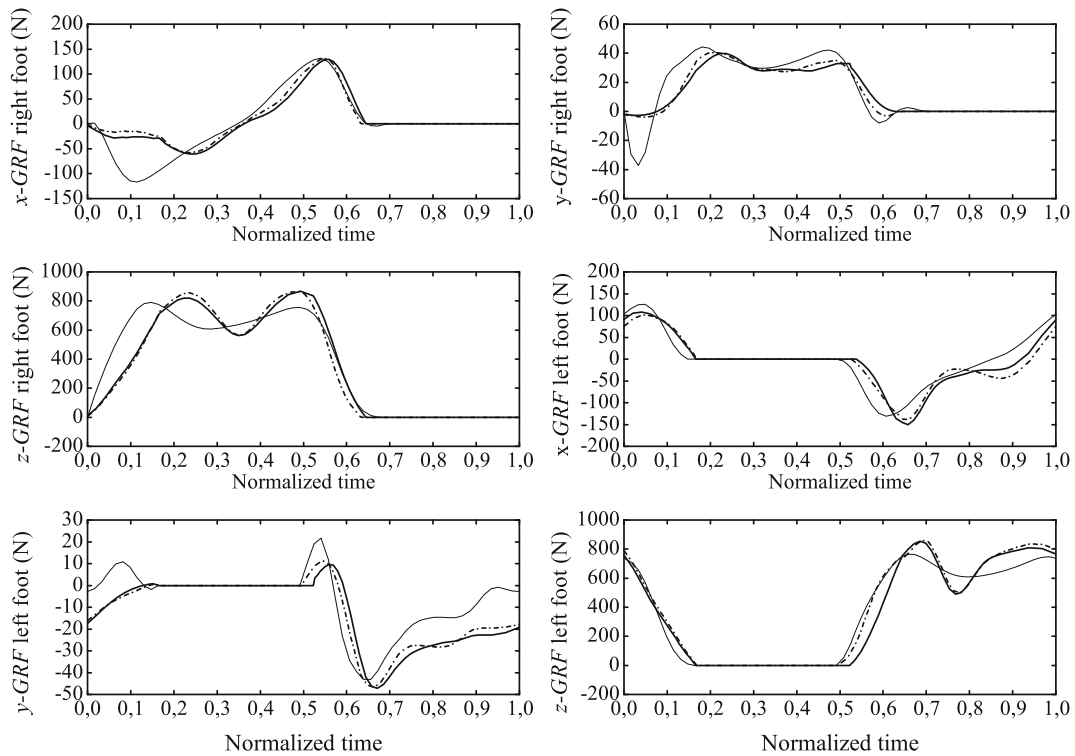 x-GRF right foot (N)
200
150
100
50
0
-50
-100
-150
0,0 0,1 0,2 0,3 0,4 0,5 0,6 0,7 0,8 0,9 1,0
Normalized time
y-GRF right foot (N)
60
40
20
0
-20
-40
60
0,0 0,1 0,2 0,3 0,4 0,5 0,6 0,7 0,8 0,9 1,0
Normalized time
z-GRF right foot (N)
1000
800
600
400
200
0
-200
0,0 0,1 0,2 0,3 0,4 0,5 0,6 0,7 0,8 0,9 1,0
Normalized time
x-GRF left foot (N)
200
150
100
50
0
-50
-100
-150
-200
0,0 0,1 0,2 0,3 0,4 0,5 0,6 0,7 0,8 0,9 1,0
Normalized time
y-GRF left foot (N)
30
20
10
0
-10
-20
-30
-40
-50
0,0 0,1 0,2 0,3 0,4 0,5 0,6 0,7 0,8 0,9 1,0
Normalized time
z-GRF left foot (N)
1000
800
600
400
200
0
-200
0,0 0,1 0,2 0,3 0,4 0,5 0,6 0,7 0,8 0,9 1,0
Normalized time